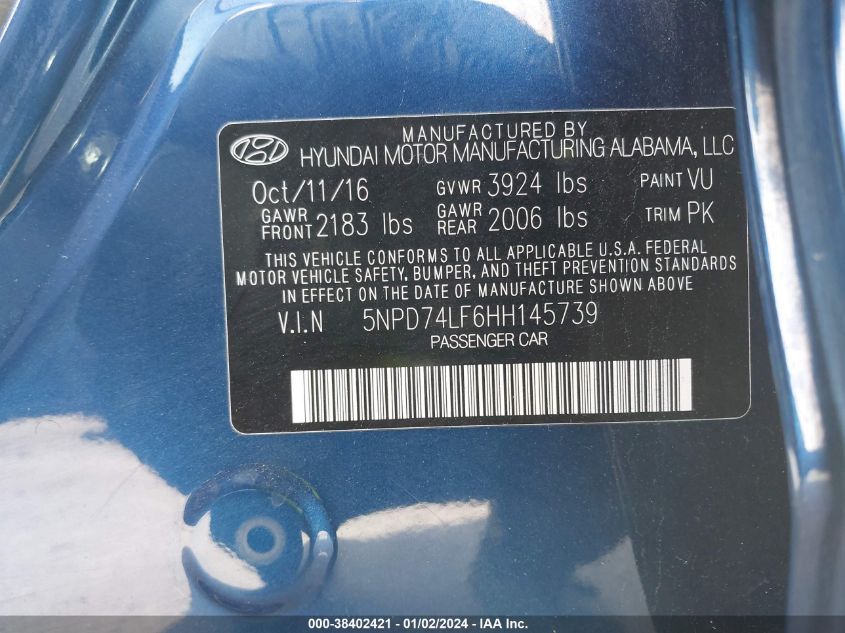 MANUFACTURED BY
HYUNDAI MOTOR MANUFACTURING ALABAMA, LLC
Oct/11/16 GVWR 3924 lbs PAINT VU
GAWR FRONT 2183 lbs GAWR REAR 2006 lbs TRIM PK
THIS VEHICLE CONFORMS TO ALL APPLICABLE U.S.A. FEDERAL
MOTOR VEHICLE SAFETY, BUMPER, AND THEFT PREVENTION STANDARDS
IN EFFECT ON THE DATE OF MANUFACTURE SHOWN ABOVE
V.I.N 5NPD74LF6HH145739
PASSENGER CAR
000-38402421 - 01/02/2024 - IAA Inc.